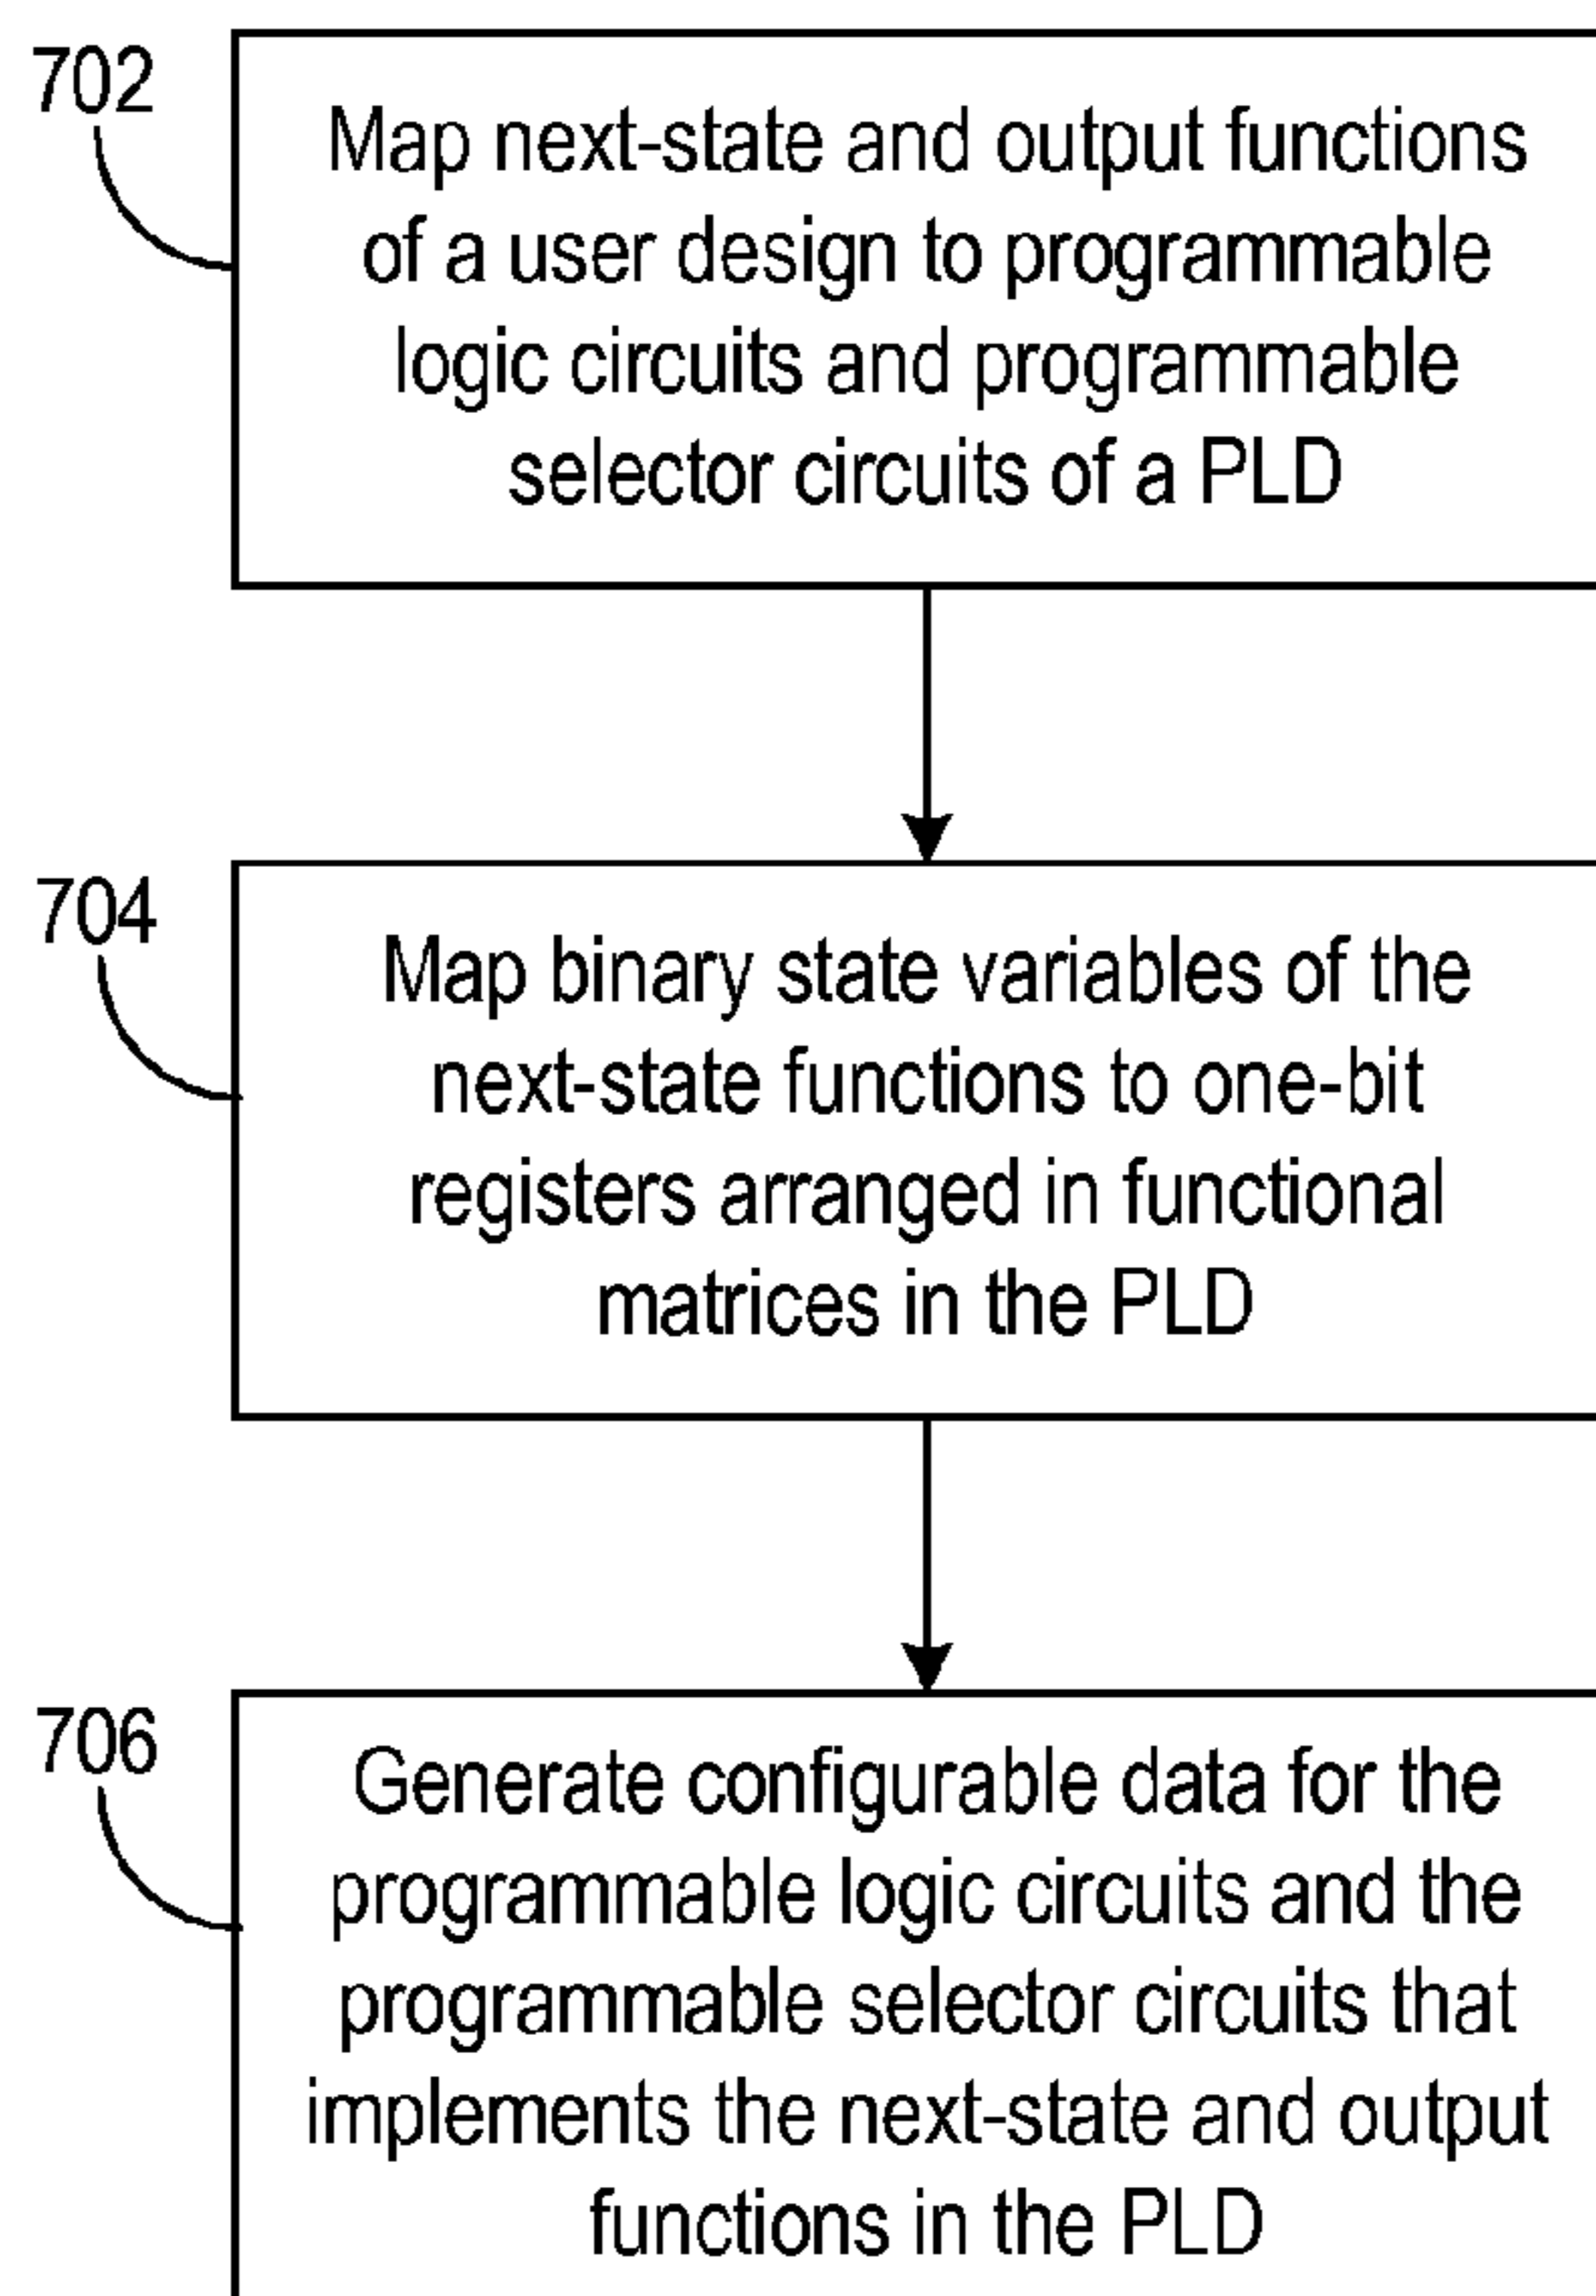 702
Map next-state and output functions
of a user design to programmable
logic circuits and programmable
selector circuits of a PLD
704
Map binary state variables of the
next-state functions to one-bit
registers arranged in functional
matrices in the PLD
706
Generate configurable data for the
programmable logic circuits and the
programmable selector circuits that
implements the next-state and output
functions in the PLD